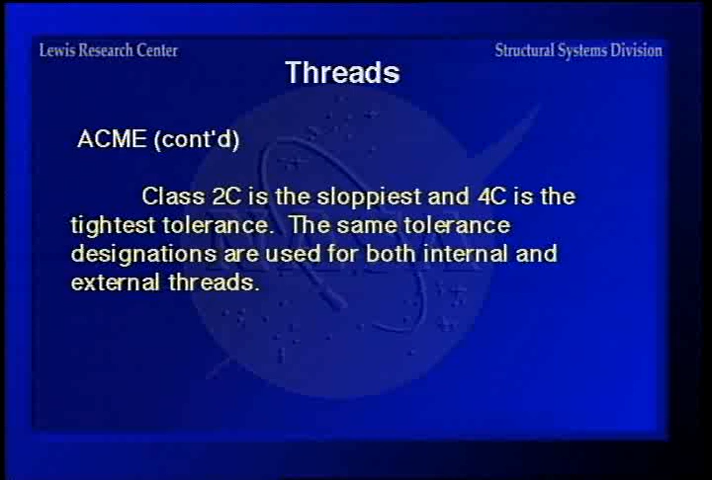 Lewis Research Center
Structural Systems Division
Threads
ACME (cont'd)
Class 2C is the sloppiest and 4C is the
tightest tolerance. The same tolerance
designations are used for both internal and
external threads.